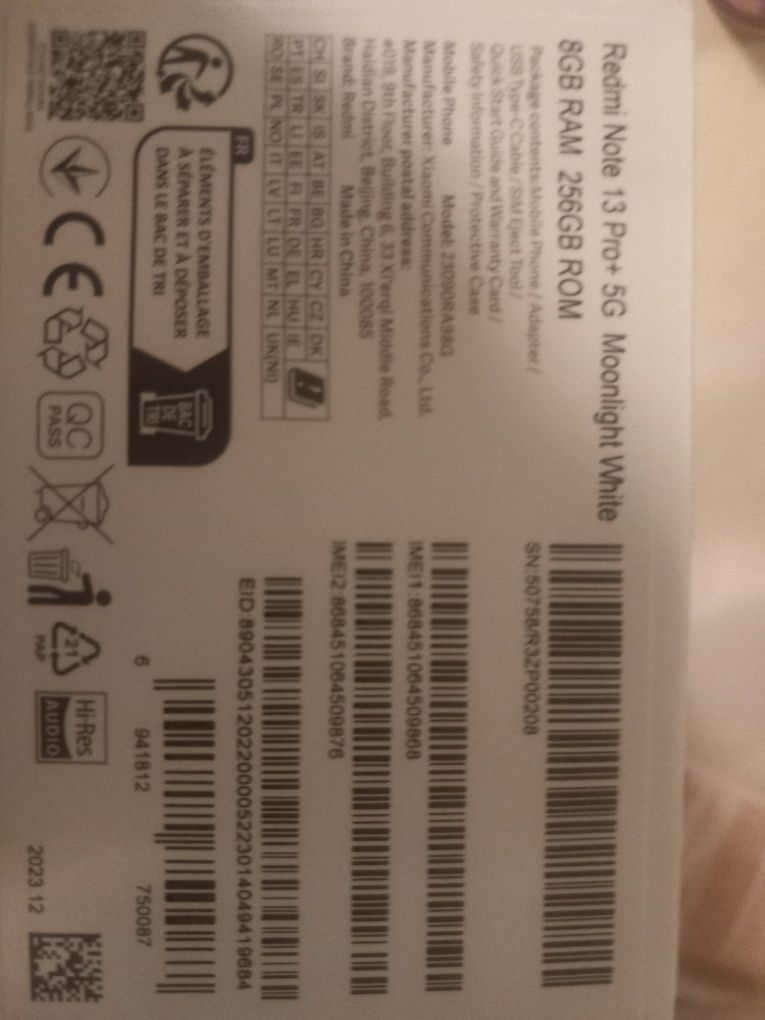 Redmi Note 13 Pro+ 5G Moonlight White
8GB RAM 256GB ROM
Package contents: Mobile Phone / Adapter /
USB Type-C Cable / SIM Eject Tool /
Quick Start Guide and Warranty Card /
Safety Information / Protective Case
Mobile Phone Model: 23090RA98G
Manufacturer: Xiaomi Communications Co., Ltd.
Manufacturer postal address:
#019, 9th Floor, Building 6, 33 Xi'erqi Middle Road,
Haidian District, Beijing, China, 100085
Brand: Redmi Made in China
CH SI SK IS AT BE BG HR CY CZ DK
PT ES TR LI EE FI FR DE EL HU IE
RO SE PL NO IT LV LT LU MT NL UK(NI)
SN:50758/R3ZP00208
IMEI1:868451064509868
IMEI2:868451064509876
EID:89043051202200005223014049419684
6 941812 750087
FR
ÉLÉMENTS D'EMBALLAGE
À SÉPARER ET À DÉPOSER
DANS LE BAC DE TRI
BAC
DE
TRI
CE
QC
PASS
21
PAP
Hi-Res
AUDIO
2023.12